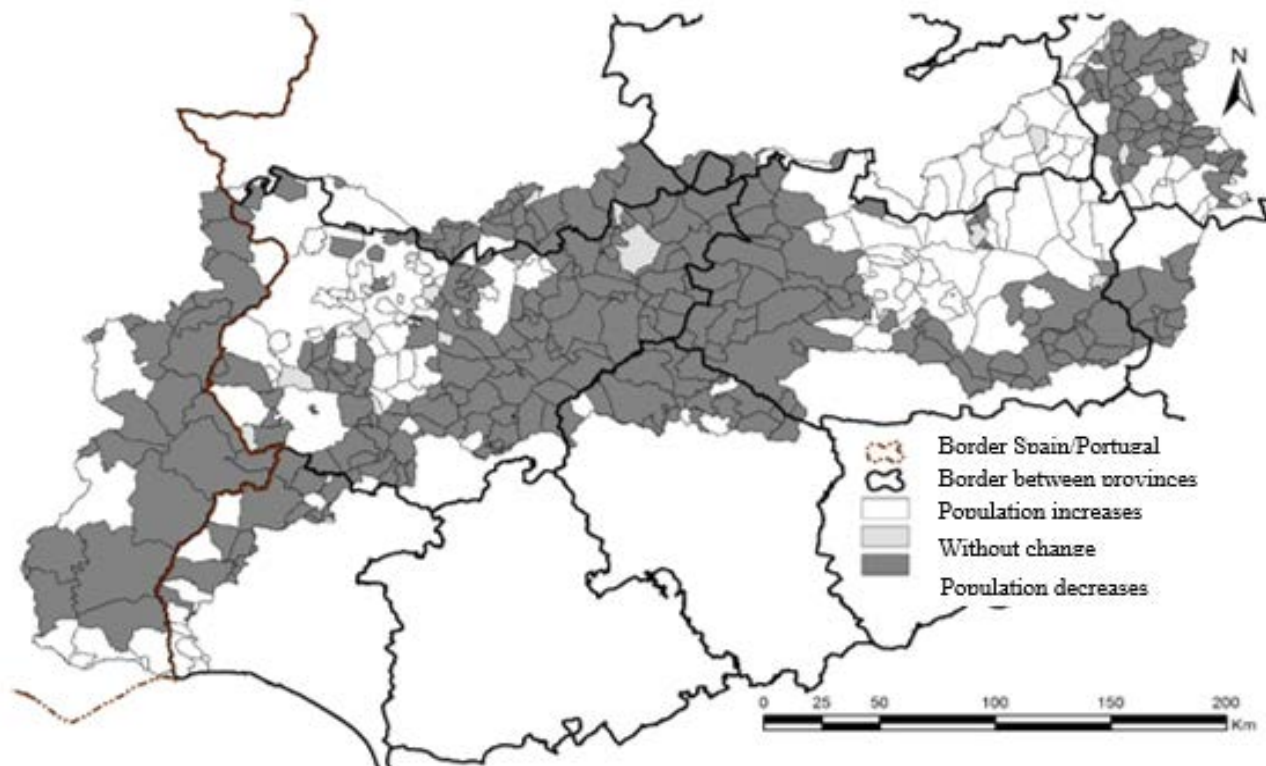 N
Border Spain/Portugal
Border between provinces
Population increases
Without change
Population decreases
0 25 50 100 150 200
Km